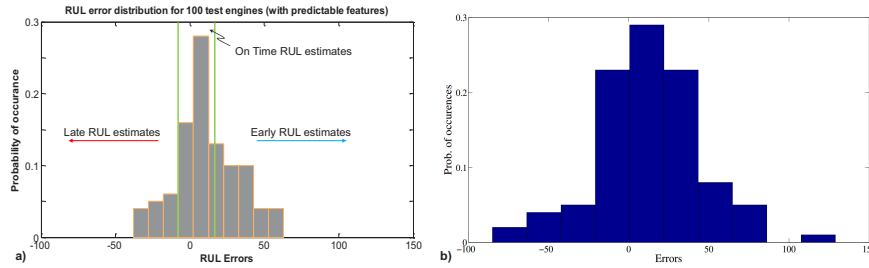 RUL error distribution for 100 test engines (with predictable features)
0.3
0.2
0.1
0
Probability of occurance
On Time RUL estimates
Late RUL estimates
Early RUL estimates
-100 -50 0 50 100 150
RUL Errors
a)
0.3
0.2
0.1
0
Prob. of occurences
-100 -50 0 50 100 150
Errors
b)